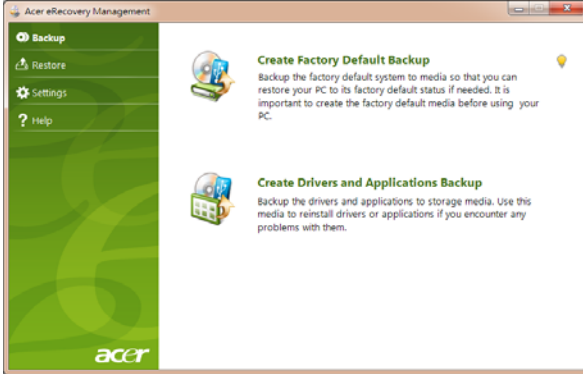 Acer eRecovery Management
Backup
Restore
Settings
Help
Create Factory Default Backup
Backup the factory default system to media so that you can
restore your PC to its factory default status if needed. It is
important to create the factory default media before using your
PC.
Create Drivers and Applications Backup
Backup the drivers and applications to storage media. Use this
media to reinstall drivers or applications if you encounter any
problems with them.
acer